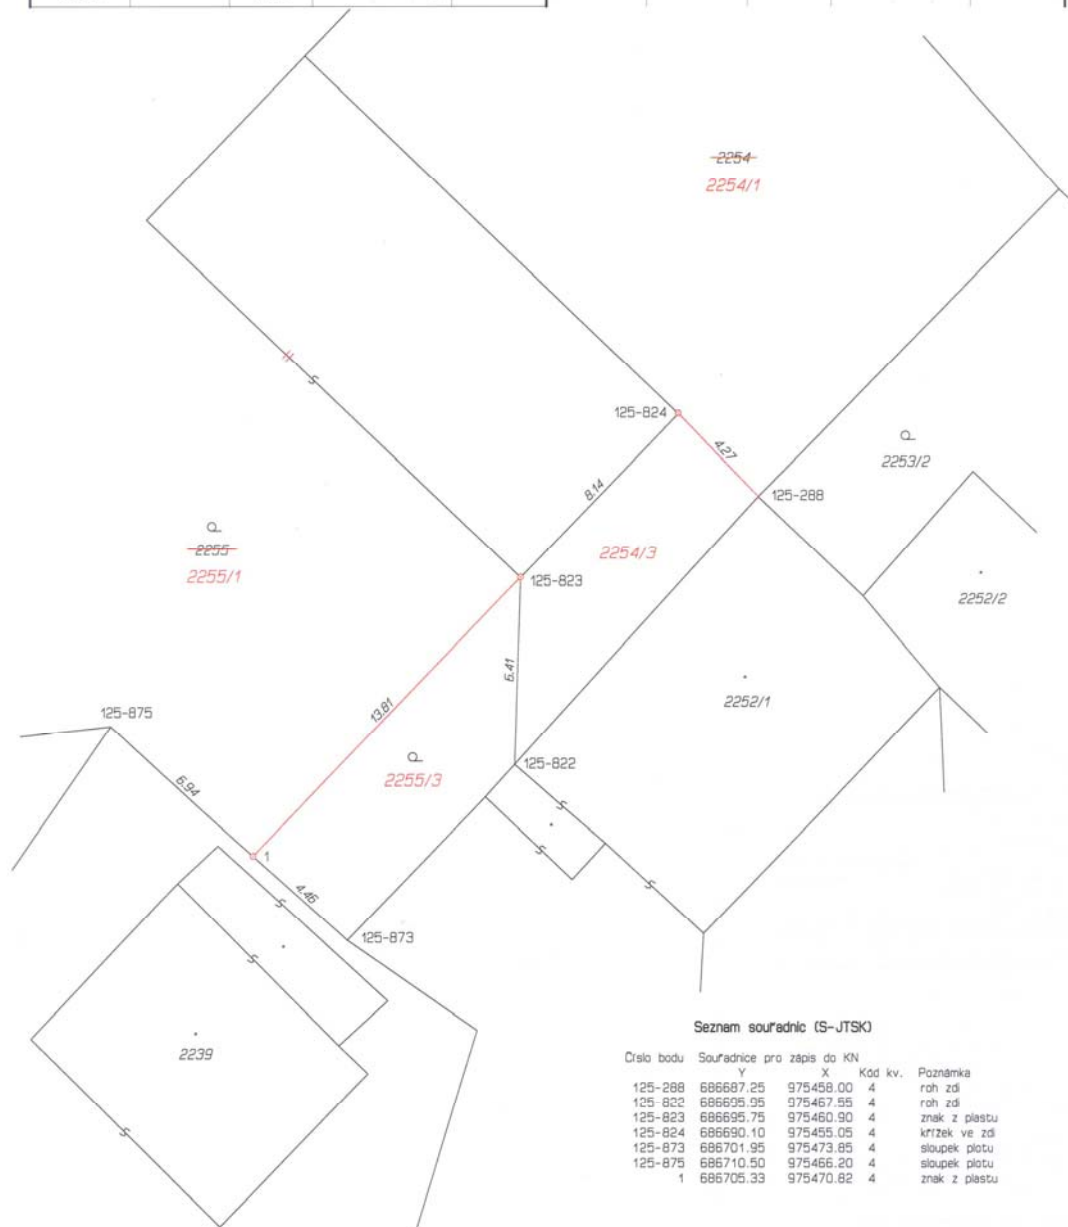 2254
2254/1
125-824
4.27
2253/2
125-288
8.14
2254/3
2255
2255/1
125-823
2252/2
6.41
2252/1
13.81
125-875
2255/3
125-822
6.94
1
4.46
125-873
2239
Seznam souřadnic (S-JTSK)
Číslo bodu Souřadnice pro zápis do KN
Y X Kód kv. Poznámka
125-288 686687.25 975458.00 4 roh zdi
125-822 686695.95 975467.55 4 roh zdi
125-823 686695.75 975460.90 4 znak z plastu
125-824 686690.10 975455.05 4 křížek ve zdi
125-873 686701.95 975473.85 4 sloupek plotu
125-875 686710.50 975466.20 4 sloupek plotu
1 686705.33 975470.82 4 znak z plastu